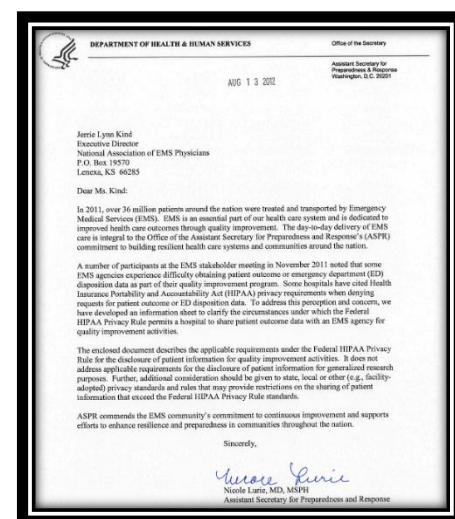 DEPARTMENT OF HEALTH & HUMAN SERVICES
Office of the Secretary
Assistant Secretary for
Preparedness & Response
Washington, D.C. 20201
AUG 1 3 2012
Jerrie Lynn Kind
Executive Director
National Association of EMS Physicians
P.O. Box 19570
Lenexa, KS 66285
Dear Ms. Kind:
In 2011, over 36 million patients around the nation were treated and transported by Emergency
Medical Services (EMS). EMS is an essential part of our health care system and is dedicated to
improved health care outcomes through quality improvement. The day-to-day delivery of EMS
care is integral to the Office of the Assistant Secretary for Preparedness and Response's (ASPR)
commitment to building resilient health care systems and communities around the nation.
A number of participants at the EMS stakeholder meeting in November 2011 noted that some
EMS agencies experience difficulty obtaining patient outcome or emergency department (ED)
disposition data as part of their quality improvement program. Some hospitals have cited Health
Insurance Portability and Accountability Act (HIPAA) privacy requirements when denying
requests for patient outcome or ED disposition data. To address this perception and concern, we
have developed an information sheet to clarify the circumstances under which the Federal
HIPAA Privacy Rule permits a hospital to share patient outcome data with an EMS agency for
quality improvement activities.
The enclosed document describes the applicable requirements under the Federal HIPAA Privacy
Rule for the disclosure of patient information for quality improvement activities. It does not
address applicable requirements for the disclosure of patient information for generalized research
purposes. Further, additional consideration should be given to state, local or other (e.g., facility-
adopted) privacy standards and rules that may provide restrictions on the sharing of patient
information that exceed the Federal HIPAA Privacy Rule standards.
ASPR commends the EMS community's commitment to continuous improvement and supports
efforts to enhance resilience and preparedness in communities throughout the nation.
Sincerely,
Nicole Lurie
Nicole Lurie, MD, MSPH
Assistant Secretary for Preparedness and Response